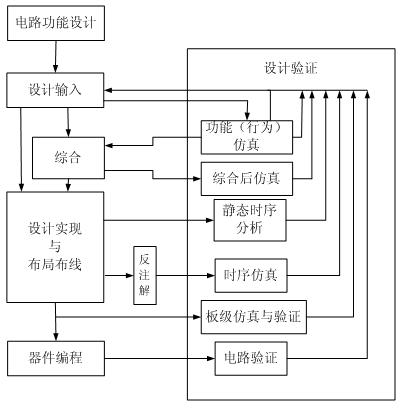 电路功能设计
设计验证
设计输入
功能（行为）
仿真
综合
综合后仿真
静态时序
分析
设计实现
与
布局布线
反
注
解
时序仿真
板级仿真与验证
器件编程
电路验证